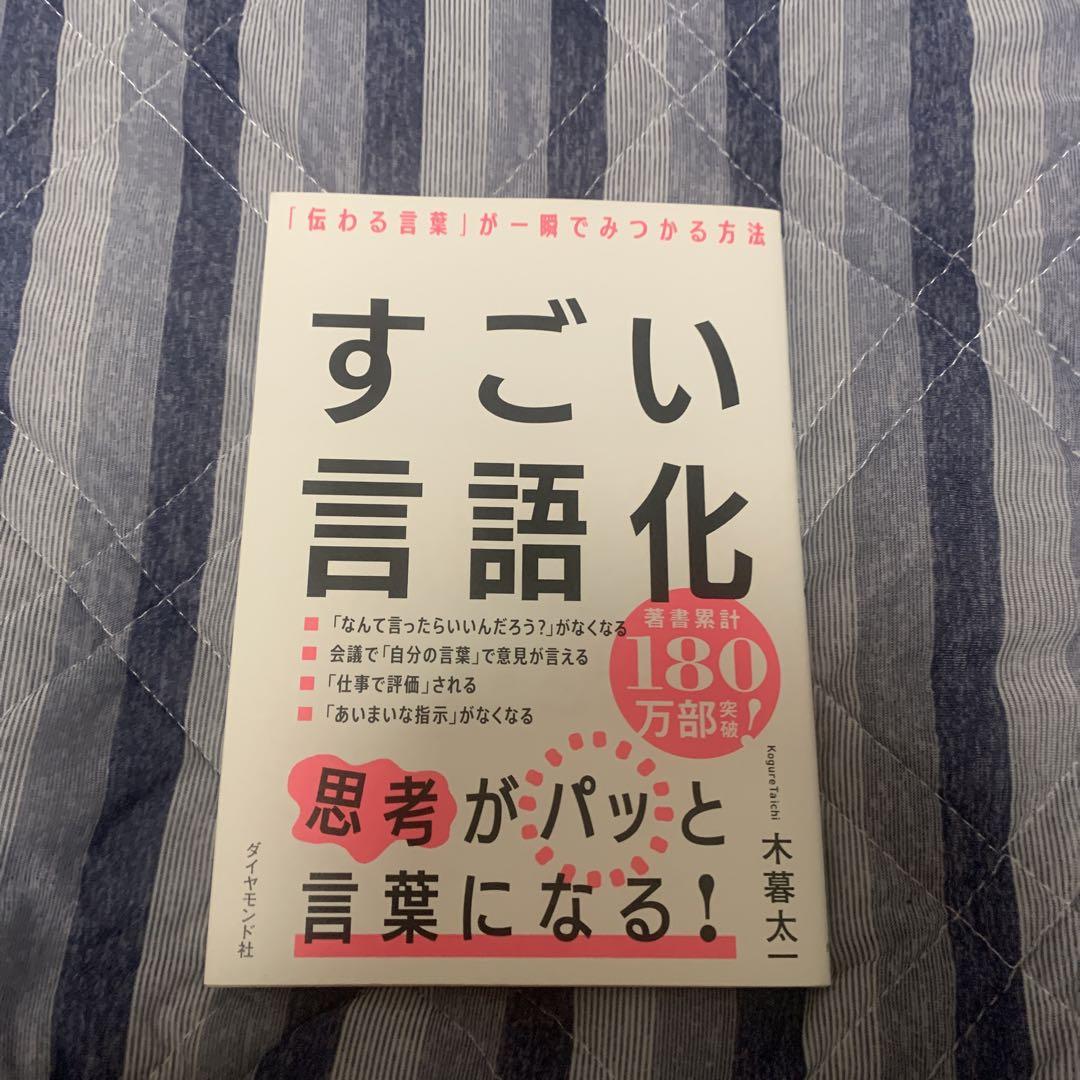 「伝わる言葉」が一瞬でみつかる方法
すごい
言語化
■「なんて言ったらいいんだろう?」がなくなる
■ 会議で「自分の言葉」で意見が言える
■「仕事で評価」される
■「あいまいな指示」がなくなる
著書累計
180
万部突破!
思考がパッと
言葉になる!
Kogure Taichi
木暮太一
ダイヤモンド社